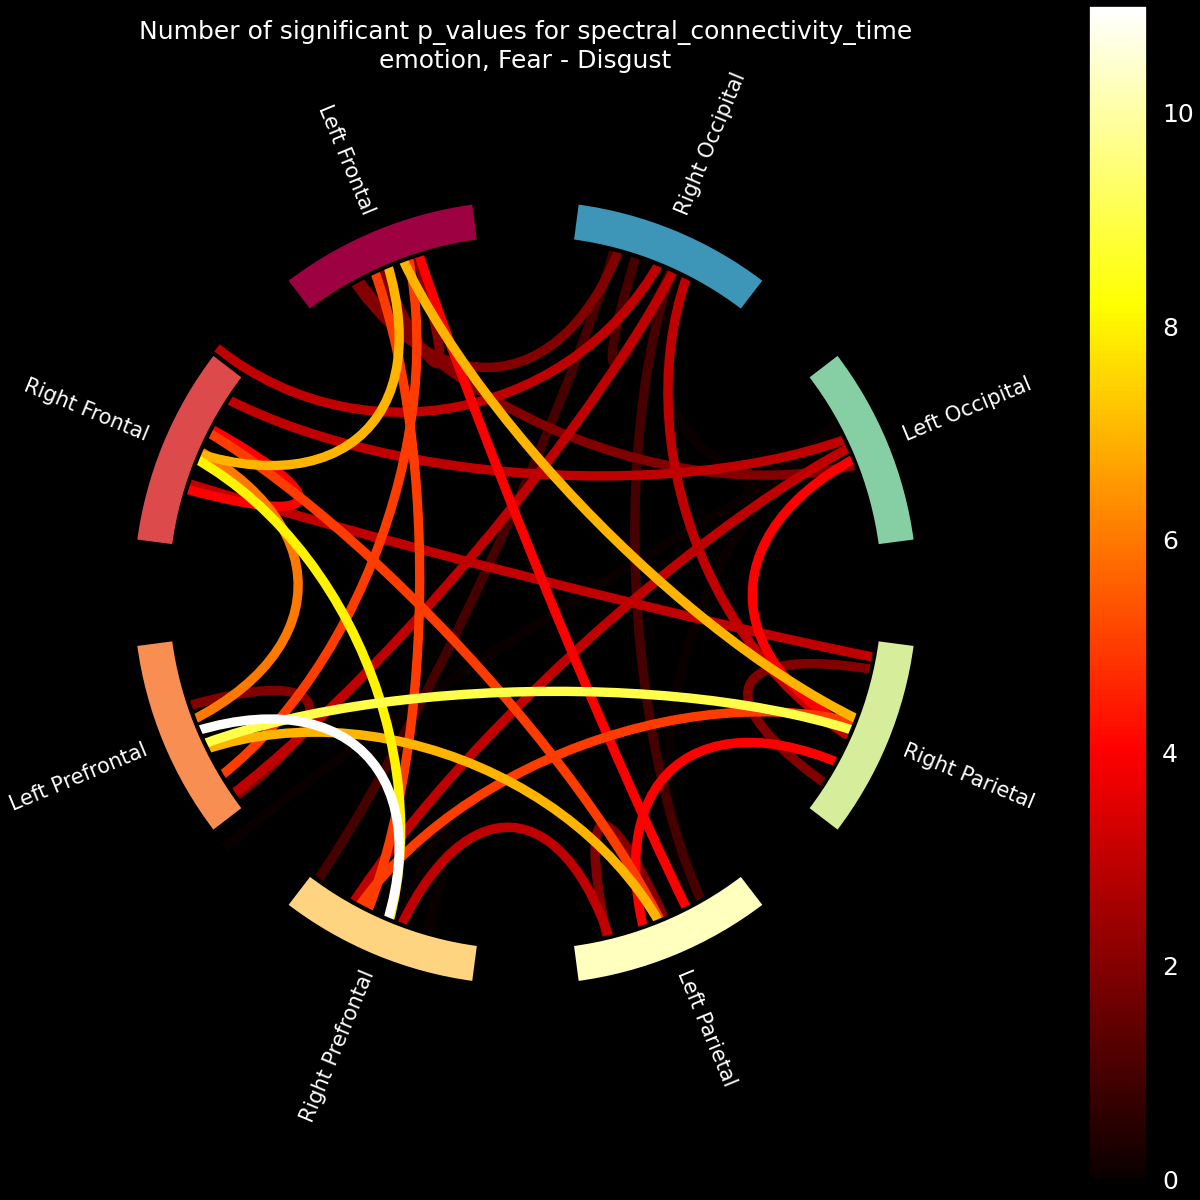 Number of significant p_values for spectral_connectivity_time
emotion, Fear - Disgust
Left Frontal
Right Occipital
Right Frontal
Left Occipital
Left Prefrontal
Right Parietal
Right Prefrontal
Left Parietal
10
8
6
4
2
0